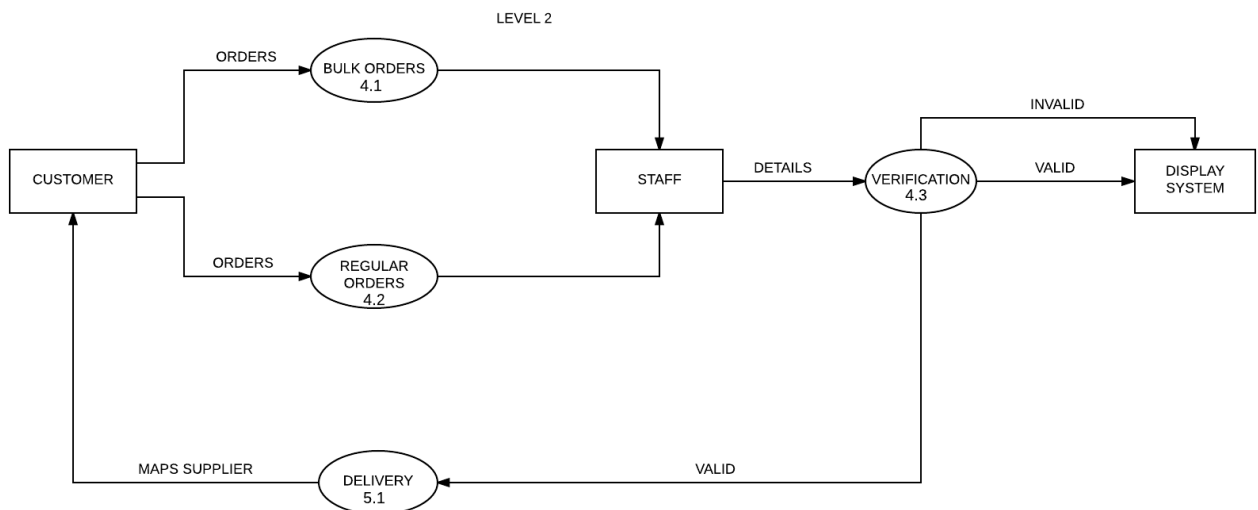 LEVEL 2
ORDERS
BULK ORDERS
4.1
INVALID
CUSTOMER
STAFF
DETAILS
VERIFICATION
4.3
VALID
DISPLAY
SYSTEM
ORDERS
REGULAR
ORDERS
4.2
MAPS SUPPLIER
DELIVERY
5.1
VALID